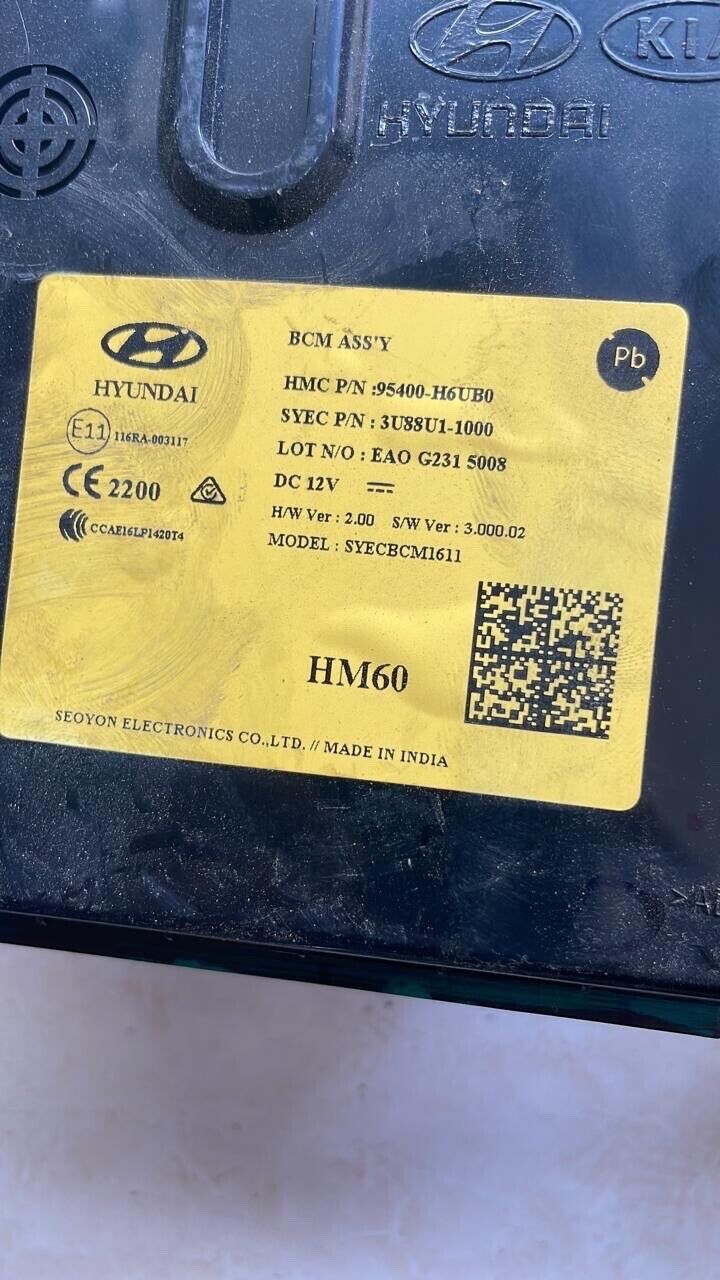 KIA
HYUNDAI
HYUNDAI
E11 116RA-003117
CE 2200
CCAE16LP1420T4
BCM ASS'Y
Pb
HMC P/N :95400-H6UB0
SYEC P/N : 3U88U1-1000
LOT N/O : EAO G231 5008
DC 12V
H/W Ver : 2.00 S/W Ver : 3.000.02
MODEL : SYECBCM1611
HM60
SEOYON ELECTRONICS CO.,LTD. // MADE IN INDIA